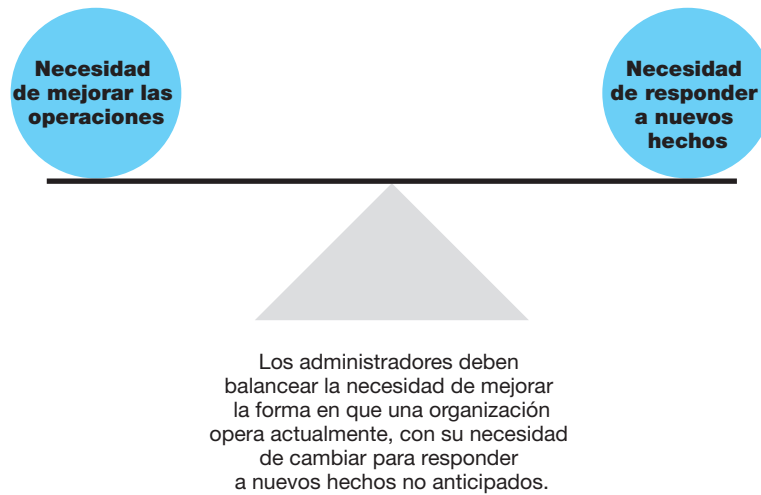 Necesidad
de mejorar las
operaciones
Necesidad
de responder
a nuevos
hechos
Los administradores deben
balancear la necesidad de mejorar
la forma en que una organización
opera actualmente, con su necesidad
de cambiar para responder
a nuevos hechos no anticipados.